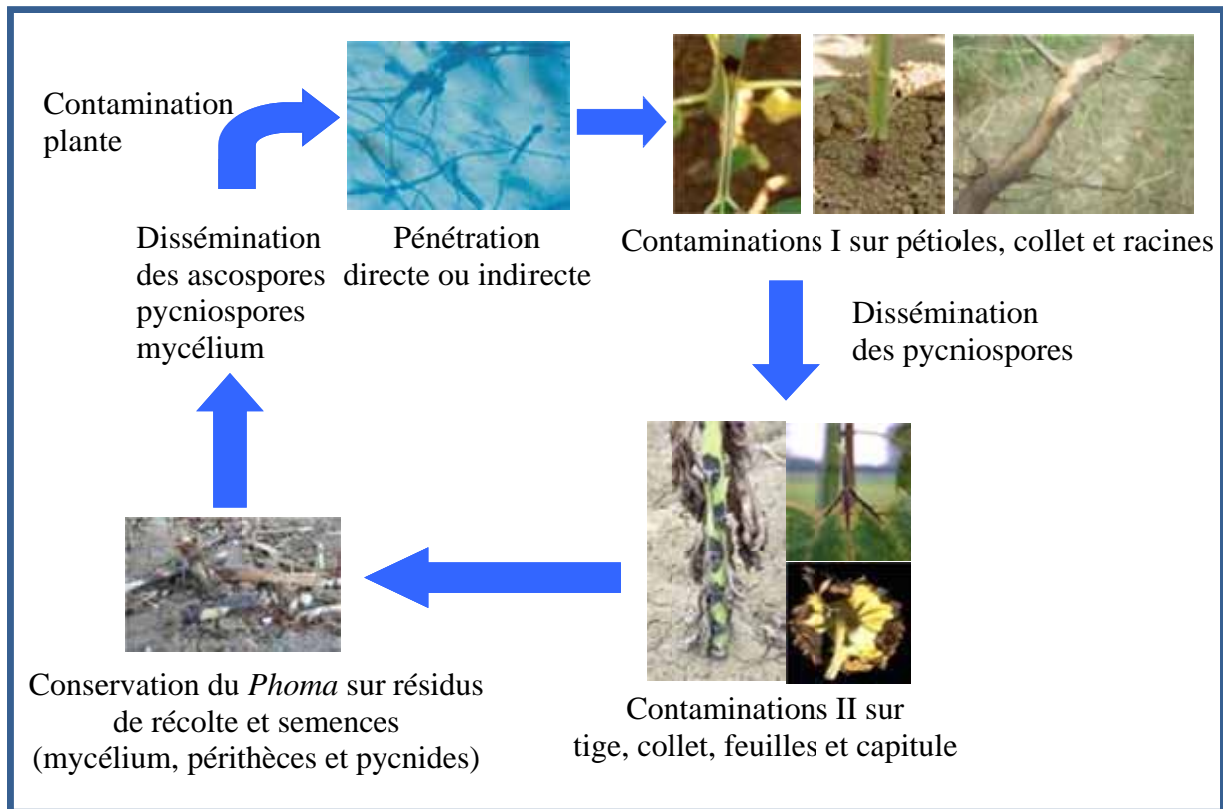 Contamination
plante
Dissémination
des ascospores
pycniospores
mycélium
Pénétration
directe ou indirecte
Contaminations I sur pétioles, collet et racines
Dissémination
des pycniospores
Contaminations II sur
tige, collet, feuilles et capitule
Conservation du Phoma sur résidus
de récolte et semences
(mycélium, périthèces et pycnides)